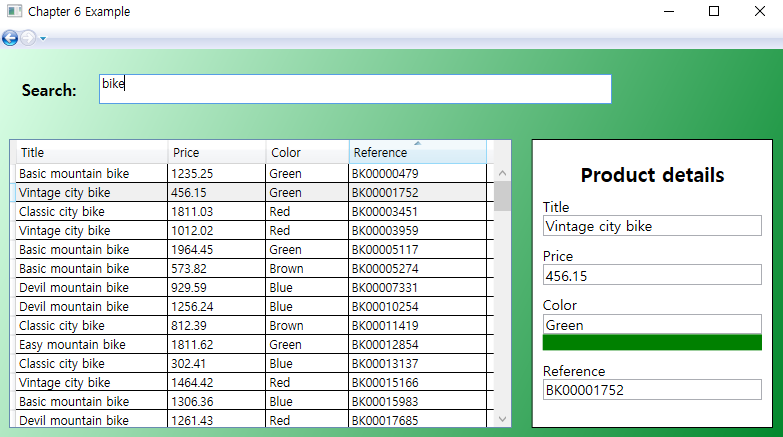 Chapter 6 Example
Search: bike
Title Price Color Reference
Basic mountain bike 1235.25 Green BK00000479
Vintage city bike 456.15 Green BK00001752
Classic city bike 1811.03 Red BK00003451
Vintage city bike 1012.02 Red BK00003959
Basic mountain bike 1964.45 Green BK00005117
Basic mountain bike 573.82 Brown BK00005274
Devil mountain bike 929.59 Blue BK00007331
Devil mountain bike 1256.24 Blue BK00010254
Classic city bike 812.39 Brown BK00011419
Easy mountain bike 1811.62 Green BK00012854
Classic city bike 302.41 Blue BK00013137
Vintage city bike 1464.42 Red BK00015166
Basic mountain bike 1306.36 Blue BK00015983
Devil mountain bike 1261.43 Red BK00017685
Product details
Title
Vintage city bike
Price
456.15
Color
Green
Reference
BK00001752